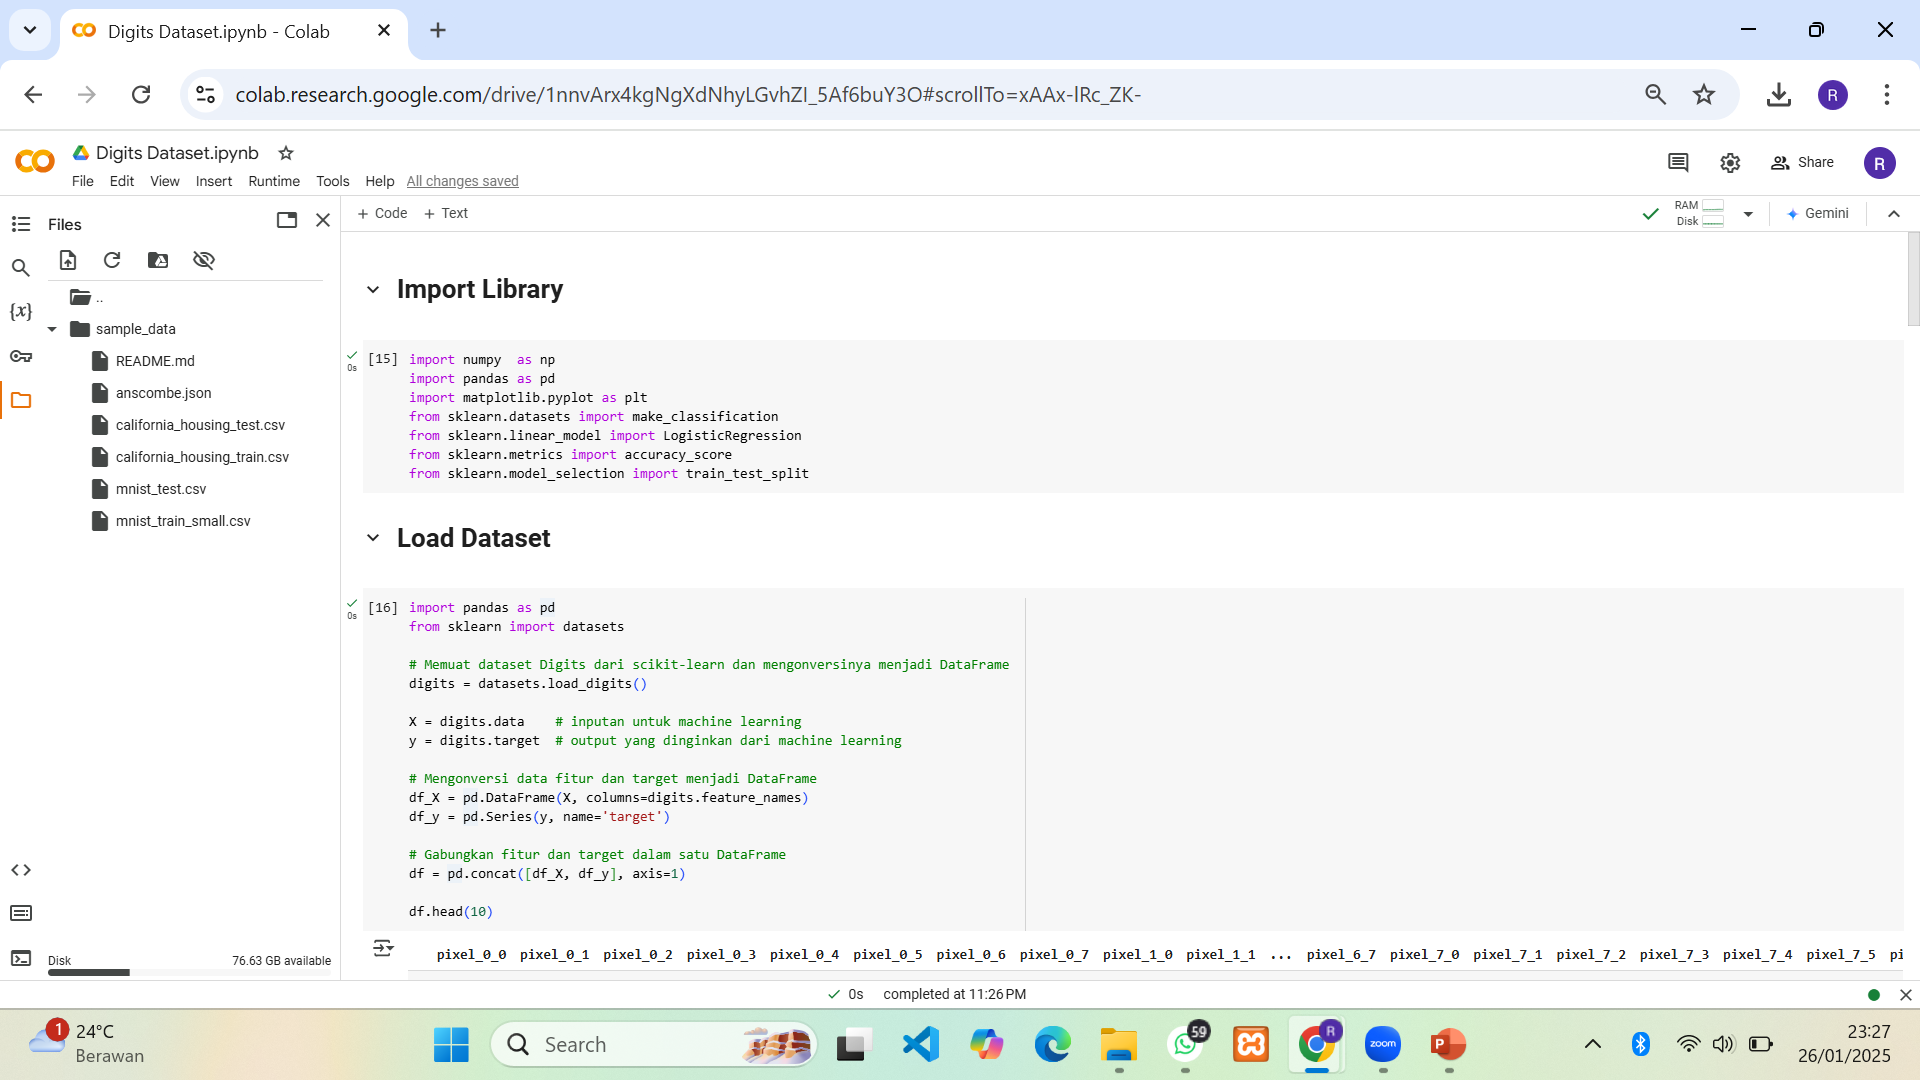 Digits Dataset.ipynb - Colab
colab.research.google.com/drive/1nnvArx4kgNgXdNhyLGvhZI_5Af6buY3O#scrollTo=xAAx-lRc_ZK-
R
Digits Dataset.ipynb
File Edit View Insert Runtime Tools Help All changes saved
Share
R
Files
+ Code + Text
RAM
Disk
Gemini
..
sample_data
README.md
anscombe.json
california_housing_test.csv
california_housing_train.csv
mnist_test.csv
mnist_train_small.csv
Disk 76.63 GB available
Import Library
0s
[15] import numpy  as np
import pandas as pd
import matplotlib.pyplot as plt
from sklearn.datasets import make_classification
from sklearn.linear_model import LogisticRegression
from sklearn.metrics import accuracy_score
from sklearn.model_selection import train_test_split
Load Dataset
0s
[16] import pandas as pd
from sklearn import datasets
# Memuat dataset Digits dari scikit-learn dan mengonversinya menjadi DataFrame
digits = datasets.load_digits()
X = digits.data    # inputan untuk machine learning
y = digits.target  # output yang dinginkan dari machine learning
# Mengonversi data fitur dan target menjadi DataFrame
df_X = pd.DataFrame(X, columns=digits.feature_names)
df_y = pd.Series(y, name='target')
# Gabungkan fitur dan target dalam satu DataFrame
df = pd.concat([df_X, df_y], axis=1)
df.head(10)
pixel_0_0 pixel_0_1 pixel_0_2 pixel_0_3 pixel_0_4 pixel_0_5 pixel_0_6 pixel_0_7 pixel_1_0 pixel_1_1 ... pixel_6_7 pixel_7_0 pixel_7_1 pixel_7_2 pixel_7_3 pixel_7_4 pixel_7_5 pi
0s completed at 11:26 PM
1
24°C
Berawan
Search
59
R
zoom
P
23:27
26/01/2025